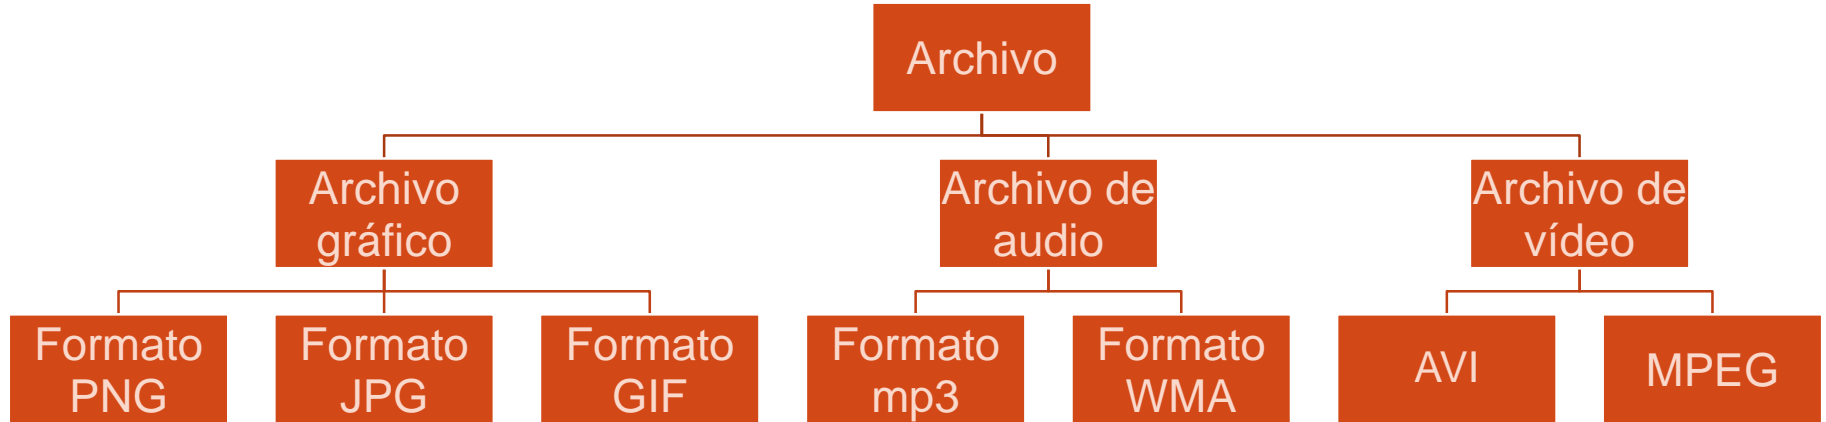 Archivo
Archivo
gráfico
Archivo de
audio
Archivo de
vídeo
Formato
PNG
Formato
JPG
Formato
GIF
Formato
mp3
Formato
WMA
AVI
MPEG